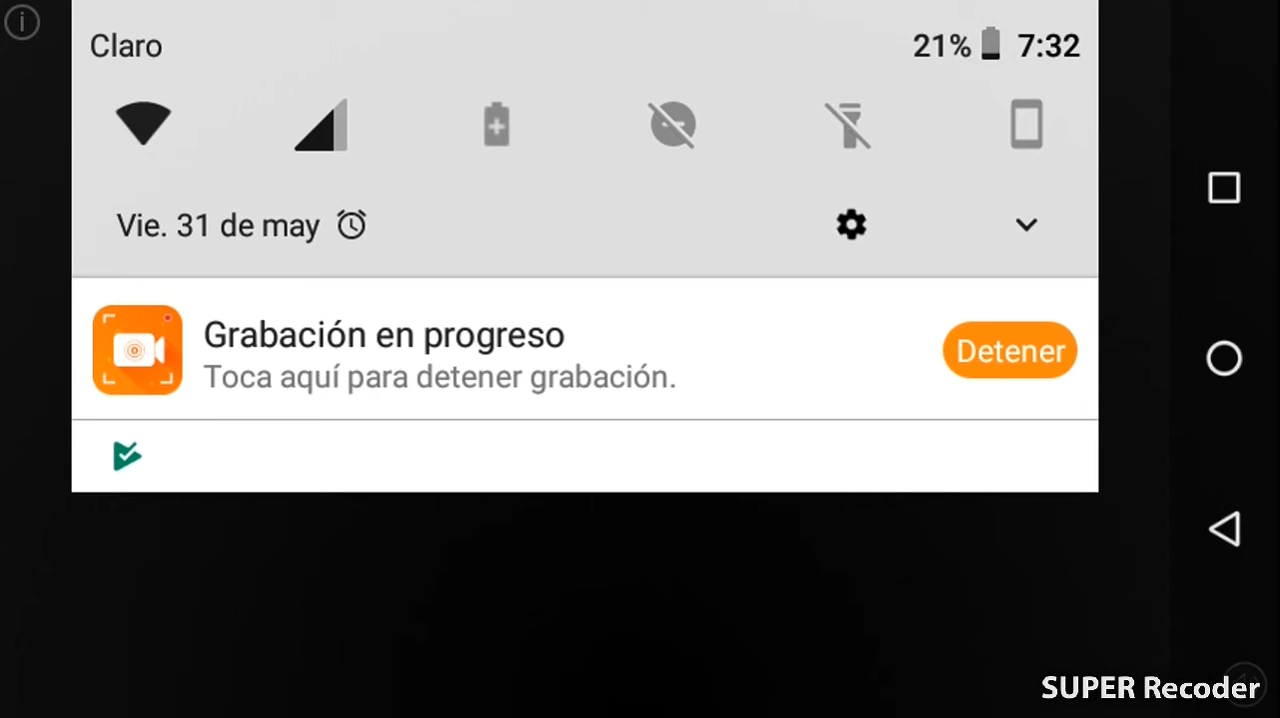 Claro
21% 7:32
Vie. 31 de may
Grabación en progreso
Toca aquí para detener grabación.
Detener
SUPER Recoder